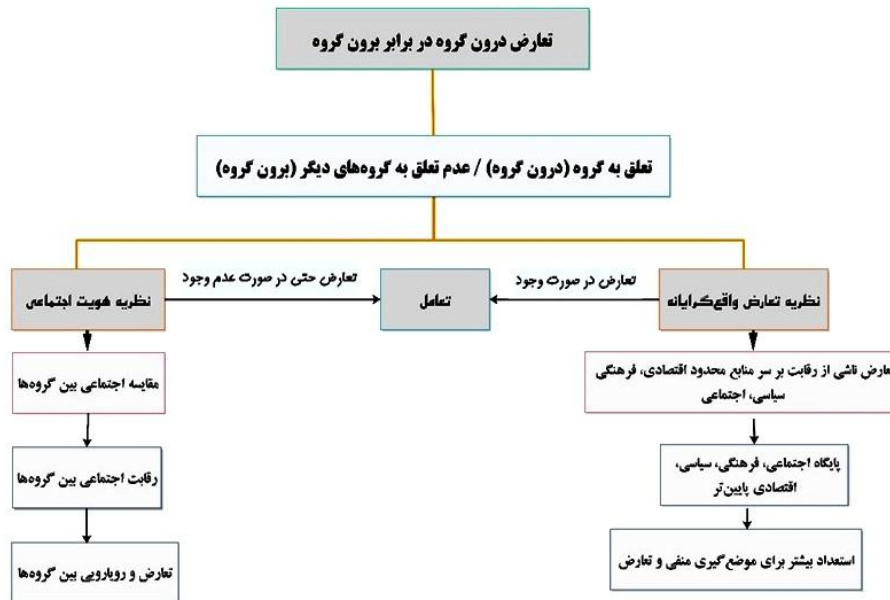 تعارض درون گروه در برابر برون گروه
تعلق به گروه (درون گروه) / عدم تعلق به گروه‌های دیگر (برون گروه)
نظریه تعارض واقع‌گرایانه
تعارض در صورت وجود
تعامل
تعارض حتی در صورت عدم وجود
نظریه هویت اجتماعی
تعارض ناشی از رقابت بر سر منابع محدود اقتصادی، فرهنگی
سیاسی، اجتماعی
پایگاه اجتماعی، فرهنگی، سیاسی،
اقتصادی پایین‌تر
استعداد بیشتر برای موضع‌گیری منفی و تعارض
مقایسه اجتماعی بین گروه‌ها
رقابت اجتماعی بین گروه‌ها
تعارض و رویارویی بین گروه‌ها